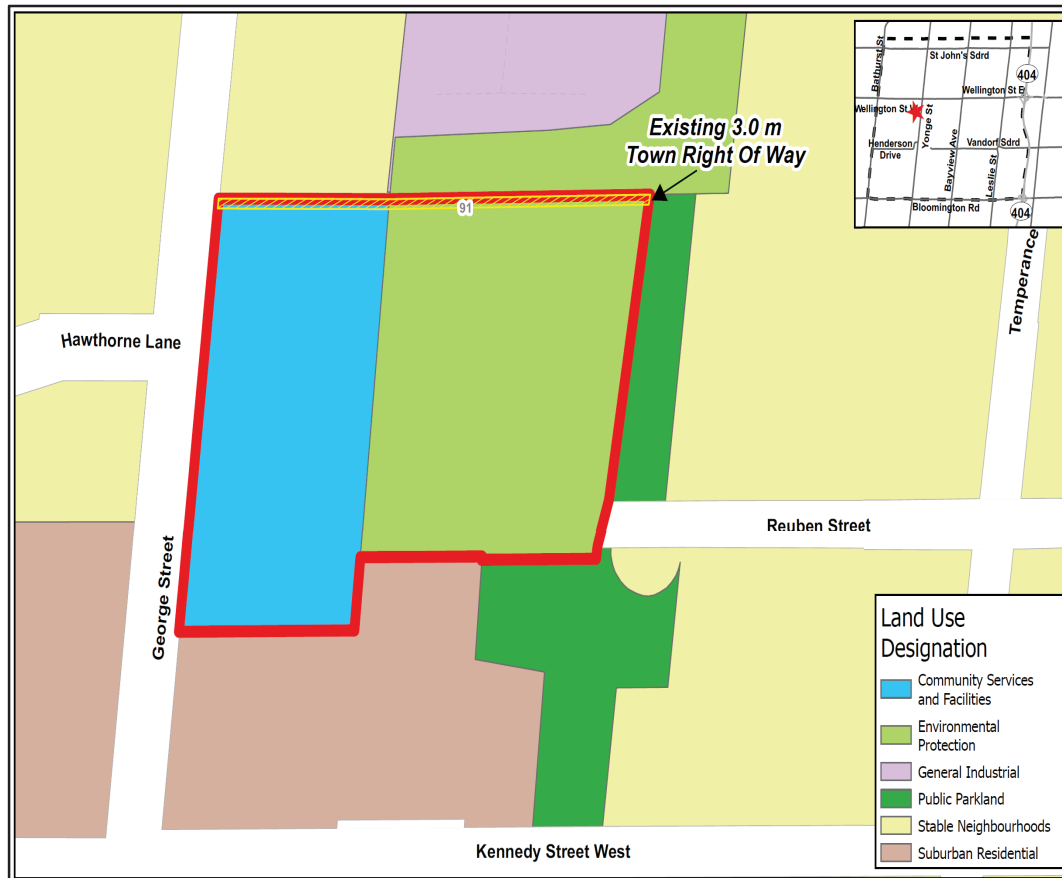 Existing 3.0 m
Town Right Of Way
91
Hawthorne Lane
George Street
Reuben Street
Temperance
Kennedy Street West
Bathurst St
St John's Sdrd
404
Wellington St E
Wellington St
Yonge St
Henderson
Drive
Bayview Ave
Vandorf Sdrd
Leslie St
Bloomington Rd
404
Land Use
Designation
Community Services
and Facilities
Environmental
Protection
General Industrial
Public Parkland
Stable Neighbourhoods
Suburban Residential